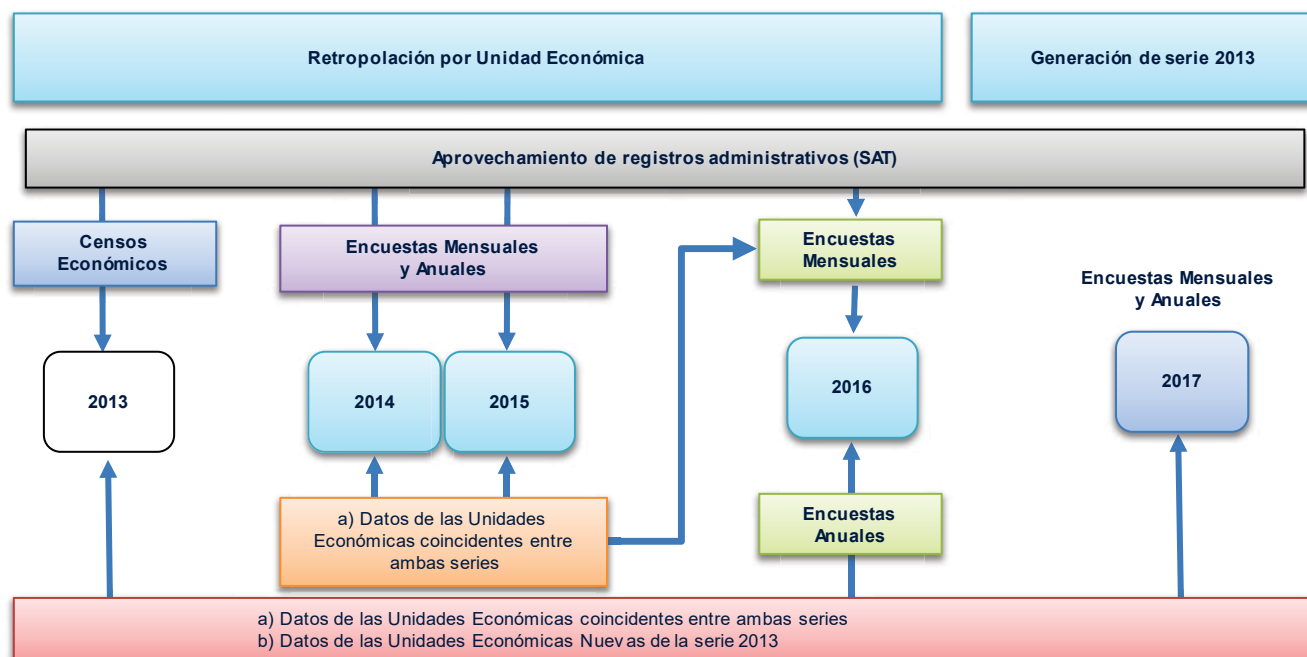 Retropolación por Unidad Económica
Generación de serie 2013
Aprovechamiento de registros administrativos (SAT)
Censos
Económicos
Encuestas Mensuales
y Anuales
Encuestas
Mensuales
Encuestas Mensuales
y Anuales
2013
2014
2015
2016
2017
a) Datos de las Unidades
Económicas coincidentes entre
ambas series
Encuestas
Anuales
a) Datos de las Unidades Económicas coincidentes entre ambas series
b) Datos de las Unidades Económicas Nuevas de la serie 2013